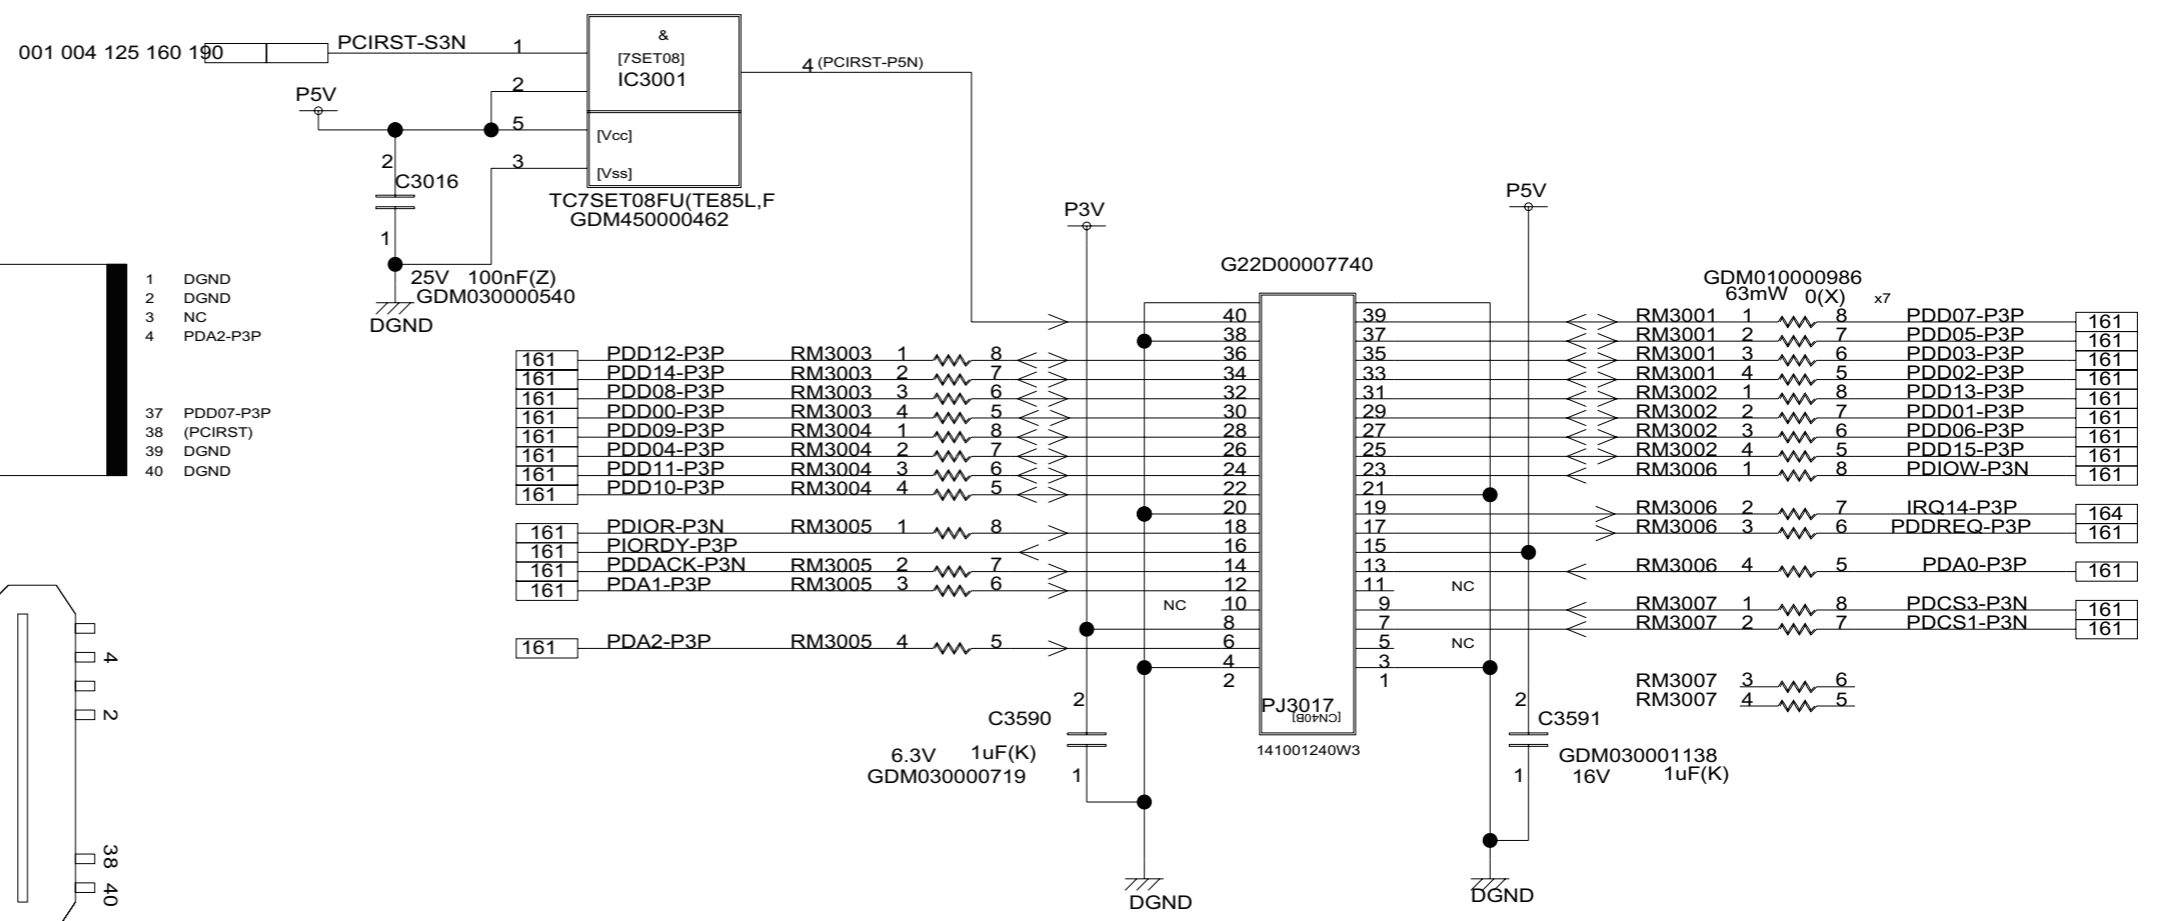 001 004 125 160 190 PCIRST-S3N 1
&
[7SET08]
IC3001
4 (PCIRST-P5N)
2
P5V
5
[Vcc]
3
[Vss]
2
C3016
1
TC7SET08FU(TE85L,F
GDM450000462
25V 100nF(Z)
GDM030000540
DGND
1 DGND
2 DGND
3 NC
4 PDA2-P3P
37 PDD07-P3P
38 (PCIRST)
39 DGND
40 DGND
4
2
38
40
P3V
P5V
G22D00007740
GDM010000986
63mW 0(X) x7
40 39 RM3001 1 8 PDD07-P3P 161
38 37 RM3001 2 7 PDD05-P3P 161
161 PDD12-P3P RM3003 1 8 36 35 RM3001 3 6 PDD03-P3P 161
161 PDD14-P3P RM3003 2 7 34 33 RM3001 4 5 PDD02-P3P 161
161 PDD08-P3P RM3003 3 6 32 31 RM3002 1 8 PDD13-P3P 161
161 PDD00-P3P RM3003 4 5 30 29 RM3002 2 7 PDD01-P3P 161
161 PDD09-P3P RM3004 1 8 28 27 RM3002 3 6 PDD06-P3P 161
161 PDD04-P3P RM3004 2 7 26 25 RM3002 4 5 PDD15-P3P 161
161 PDD11-P3P RM3004 3 6 24 23 RM3006 1 8 PDIOW-P3N 161
161 PDD10-P3P RM3004 4 5 22 21
20 19 RM3006 2 7 IRQ14-P3P 164
161 PDIOR-P3N RM3005 1 8 18 17 RM3006 3 6 PDDREQ-P3P 161
161 PIORDY-P3P 16 15
161 PDDACK-P3N RM3005 2 7 14 13 RM3006 4 5 PDA0-P3P 161
161 PDA1-P3P RM3005 3 6 12 11 NC
NC 10 9 RM3007 1 8 PDCS3-P3N 161
8 7 RM3007 2 7 PDCS1-P3N 161
161 PDA2-P3P RM3005 4 5 6 5 NC
4 3
2 1
RM3007 3 6
RM3007 4 5
PJ3017
[CN40B]
141001240W3
2
C3590
6.3V 1uF(K)
GDM030000719 1
DGND
2
C3591
GDM030001138
1 16V 1uF(K)
DGND